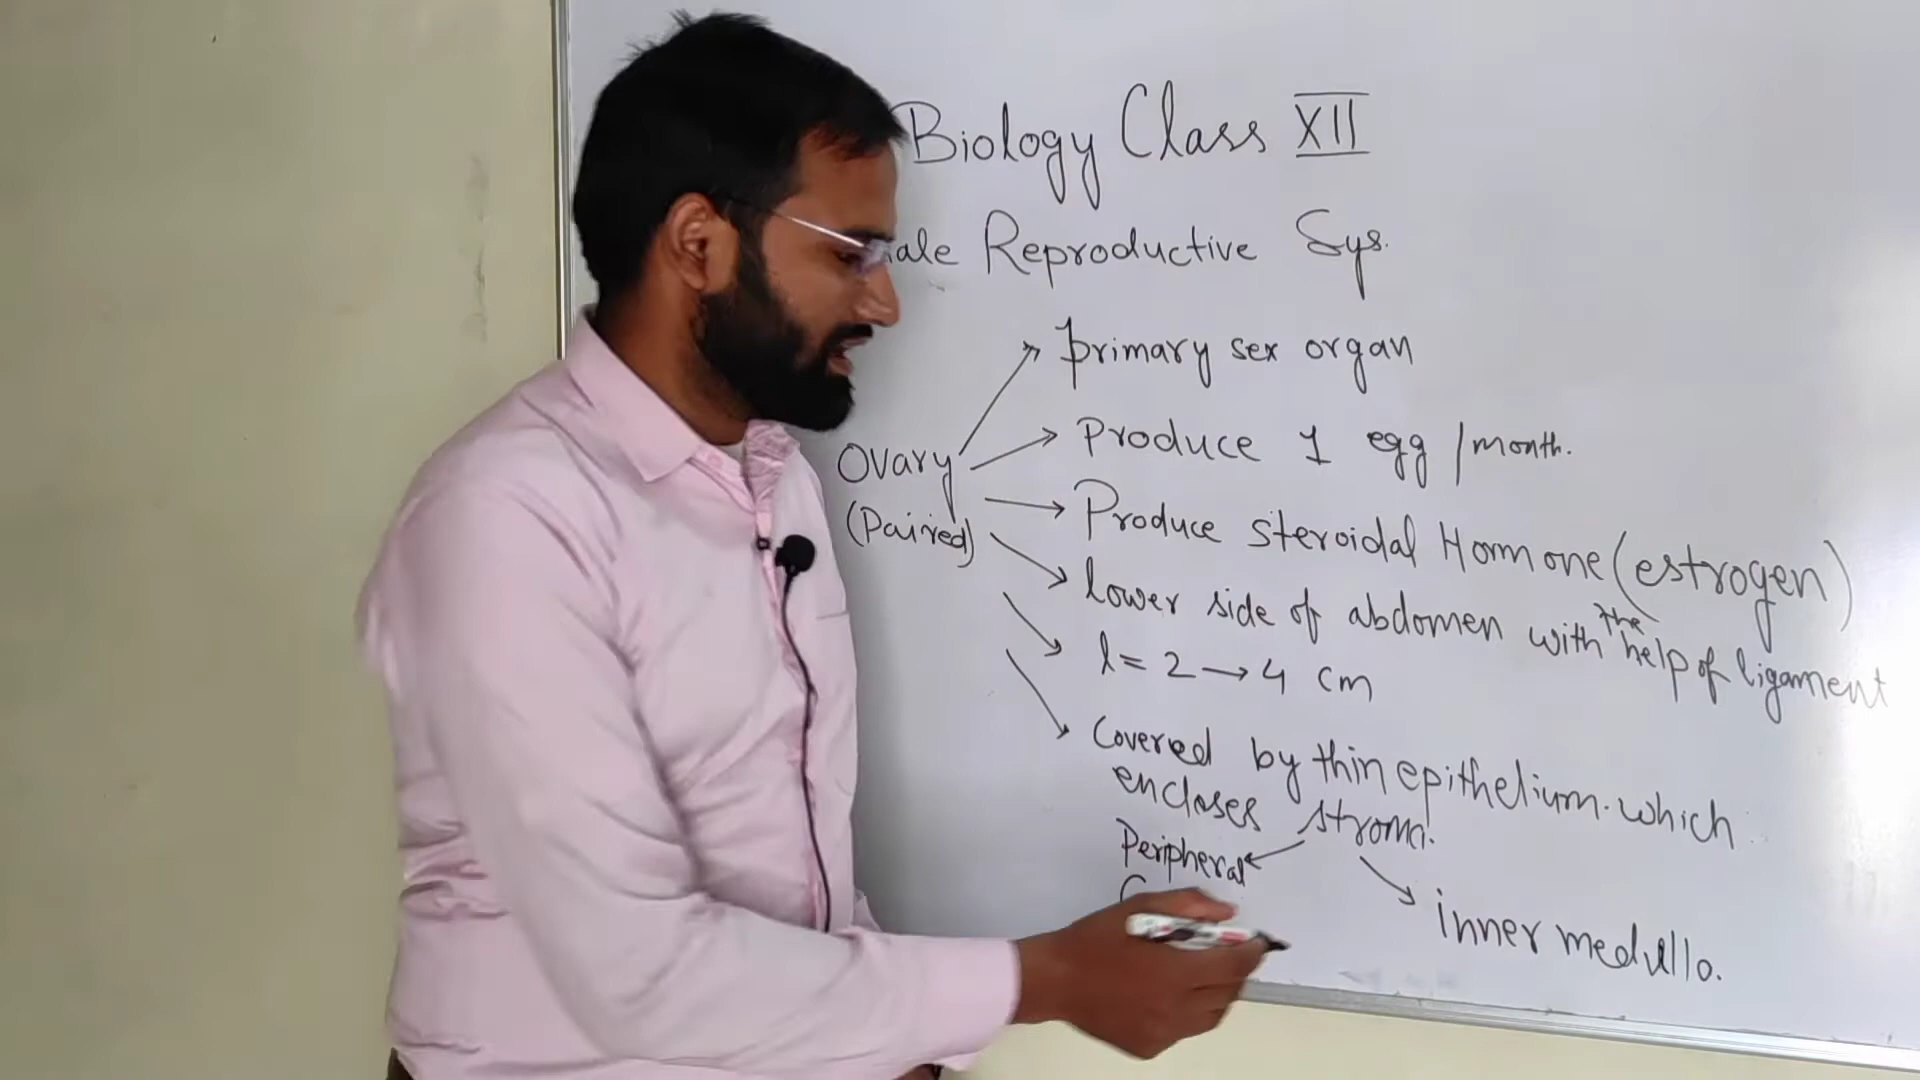 Biology Class XII
ale Reproductive Sys.
Ovary
(Paired)
Primary sex organ
Produce 1 egg /month.
Produce steroidal Hormone (estrogen)
lower side of abdomen with the help of ligament
l = 2 → 4 cm
Covered by thin epithelium. which
encloses stroma.
Peripheral
C
inner medulla.